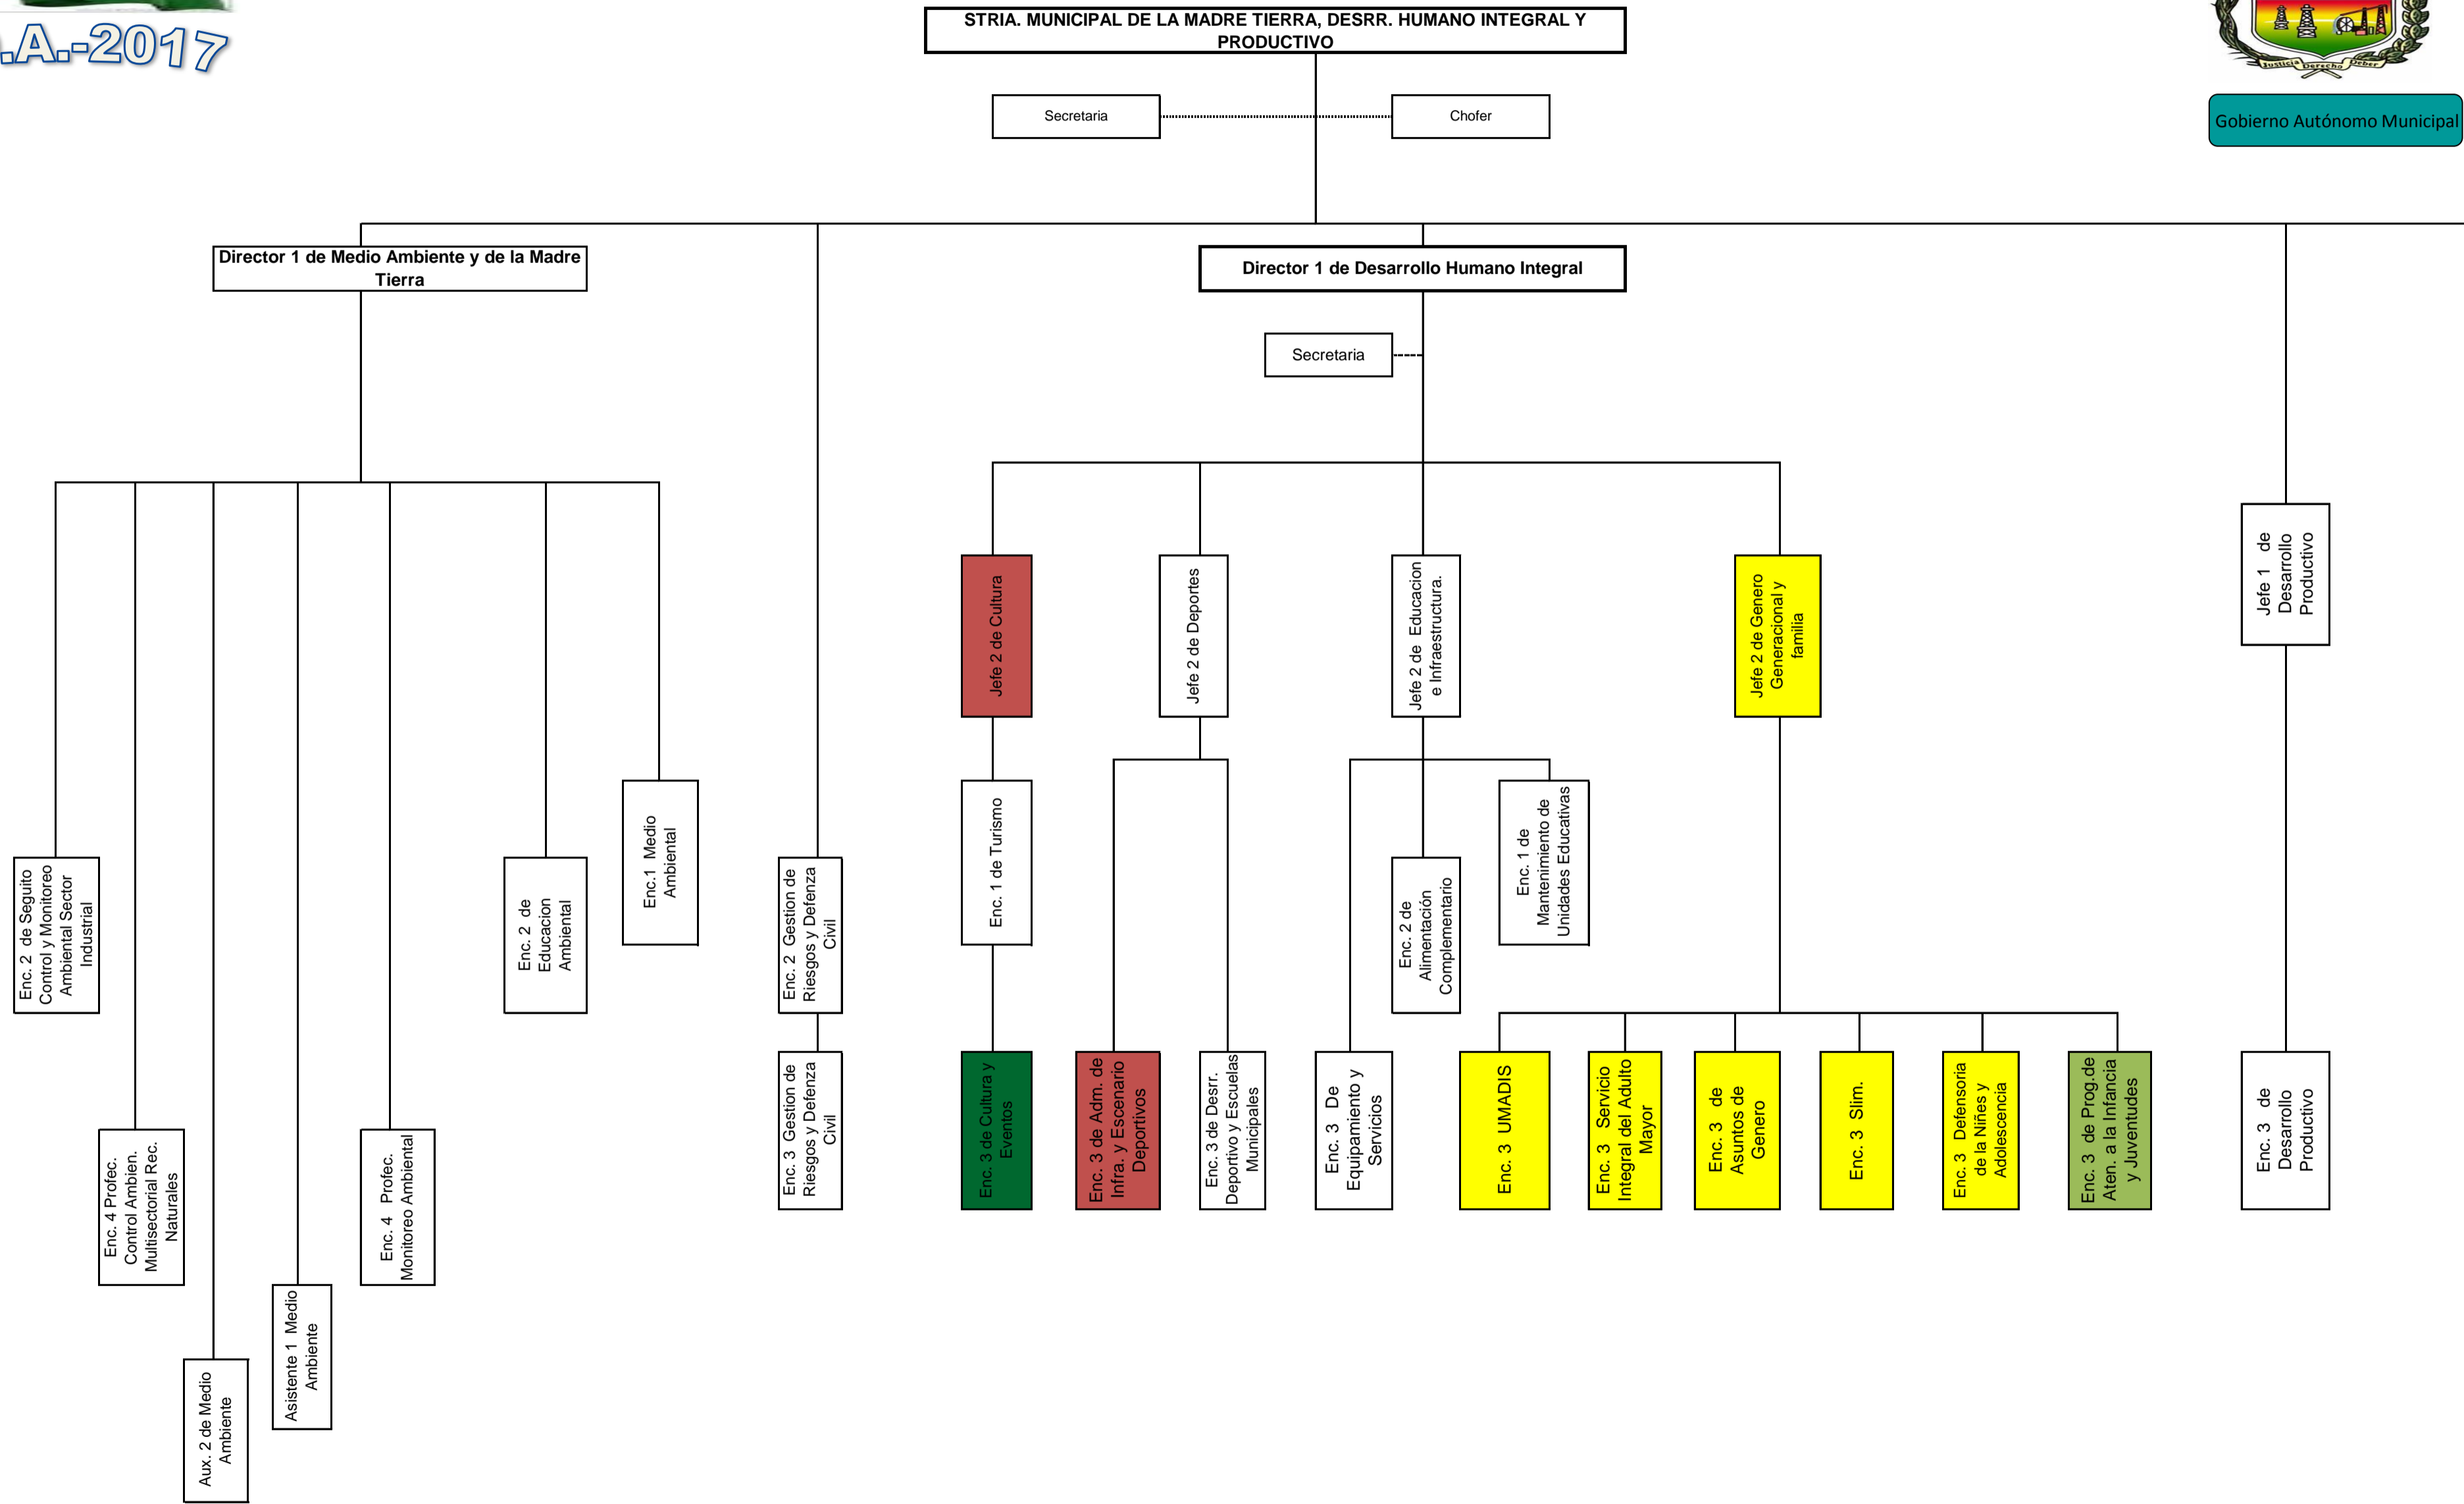 .A.-2017
STRIA. MUNICIPAL DE LA MADRE TIERRA, DESRR. HUMANO INTEGRAL Y
PRODUCTIVO
Justicia Derecho Deber
Secretaria
Chofer
Gobierno Autónomo Municipal
Director 1 de Medio Ambiente y de la Madre
Tierra
Director 1 de Desarrollo Humano Integral
Secretaria
Jefe 2 de Cultura
Jefe 2 de Deportes
Jefe 2 de Educacion
e Infraestructura.
Jefe 2 de Genero
Generacional y
familia
Jefe 1 de
Desarrollo
Productivo
Enc. 2 de Seguito
Control y Monitoreo
Ambiental Sector
Industrial
Enc. 2 de
Educacion
Ambiental
Enc.1 Medio
Ambiental
Enc. 2 Gestion de
Riesgos y Defenza
Civil
Enc. 1 de Turismo
Enc. 2 de
Alimentación
Complementario
Enc. 1 de
Mantenimiento de
Unidades Educativas
Enc. 4 Profec.
Control Ambien.
Multisectorial Rec.
Naturales
Enc. 4 Profec.
Monitoreo Ambiental
Enc. 3 Gestion de
Riesgos y Defenza
Civil
Enc. 3 de Cultura y
Eventos
Enc. 3 de Adm. de
Infra. y Escenario
Deportivos
Enc. 3 de Desrr.
Deportivo y Escuelas
Municipales
Enc. 3 De
Equipamiento y
Servicios
Enc. 3 UMADIS
Enc. 3 Servicio
Integral del Adulto
Mayor
Enc. 3 de
Asuntos de
Genero
Enc. 3 Slim.
Enc. 3 Defensoria
de la Niñes y
Adolescencia
Enc. 3 de Prog.de
Aten. a la Infancia
y Juventudes
Enc. 3 de
Desarrollo
Productivo
Aux. 2 de Medio
Ambiente
Asistente 1 Medio
Ambiente